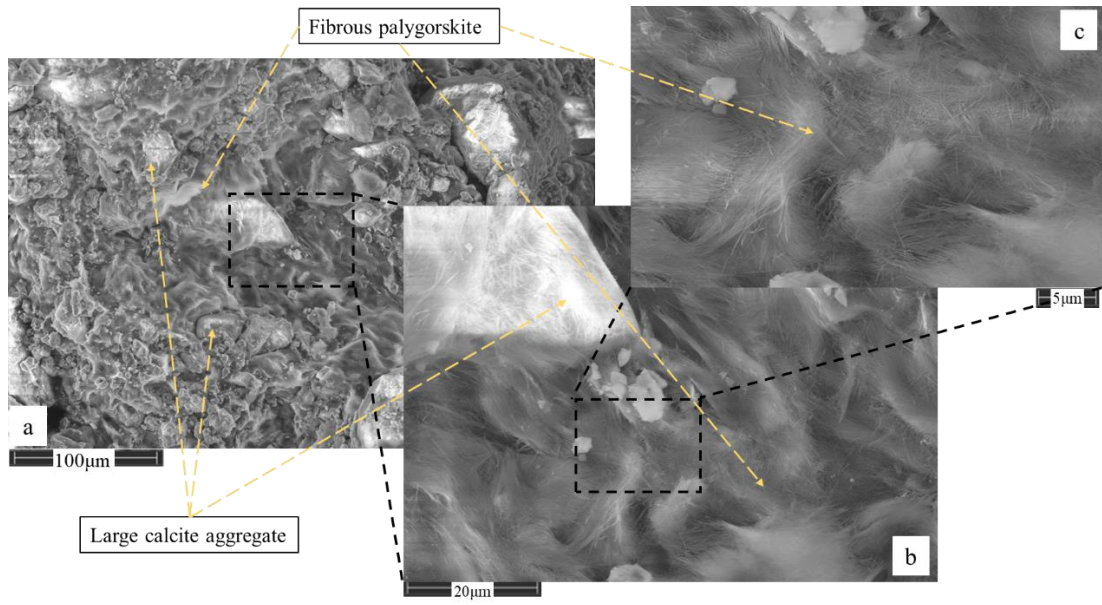 Fibrous palygorskite
c
a
100μm
5μm
Large calcite aggregate
b
20μm